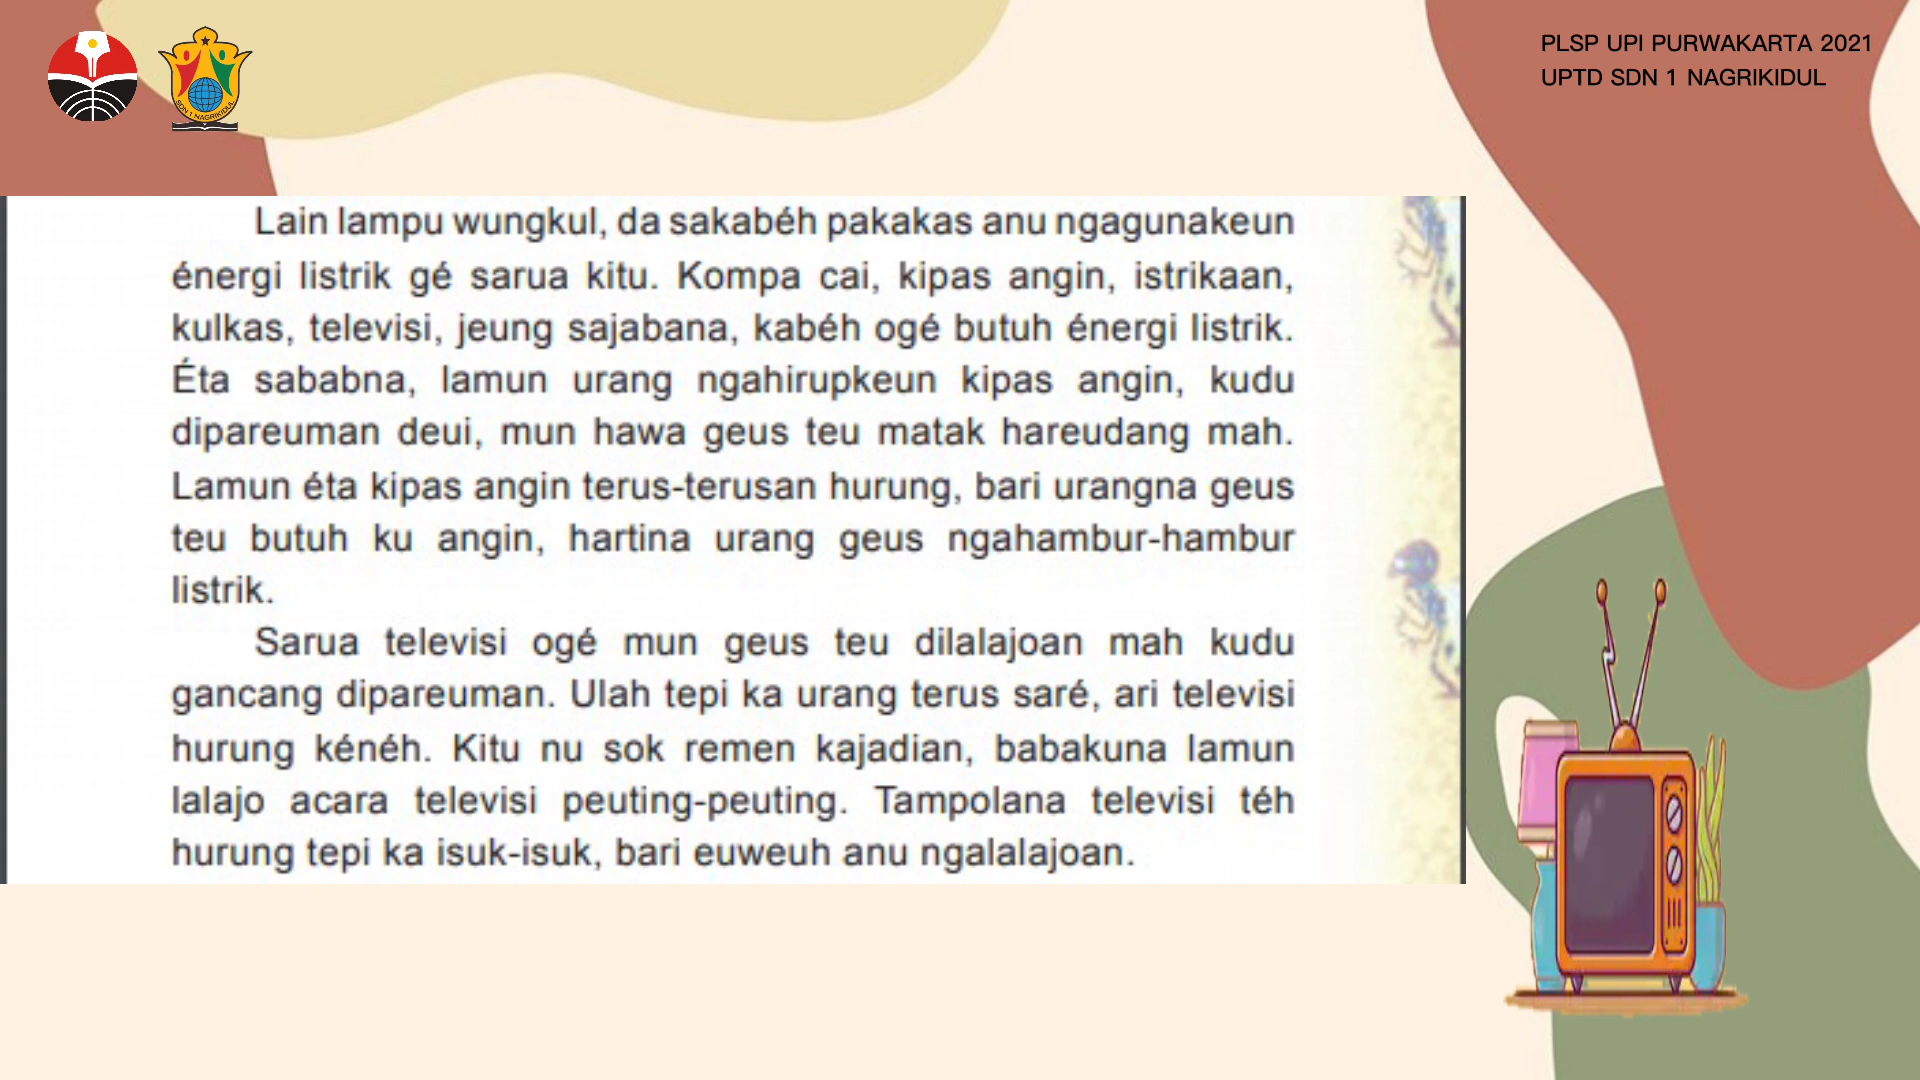 PLSP UPI PURWAKARTA 2021
UPTD SDN 1 NAGRIKIDUL
SDN 1 NAGRIKIDUL
Lain lampu wungkul, da sakabéh pakakas anu ngagunakeun
énergi listrik gé sarua kitu. Kompa cai, kipas angin, istrikaan,
kulkas, televisi, jeung sajabana, kabéh ogé butuh énergi listrik.
Éta sababna, lamun urang ngahirupkeun kipas angin, kudu
dipareuman deui, mun hawa geus teu matak hareudang mah.
Lamun éta kipas angin terus-terusan hurung, bari urangna geus
teu butuh ku angin, hartina urang geus ngahambur-hambur
listrik.
Sarua televisi ogé mun geus teu dilalajoan mah kudu
gancang dipareuman. Ulah tepi ka urang terus saré, ari televisi
hurung kénéh. Kitu nu sok remen kajadian, babakuna lamun
lalajo acara televisi peuting-peuting. Tampolana televisi téh
hurung tepi ka isuk-isuk, bari euweuh anu ngalalajoan.